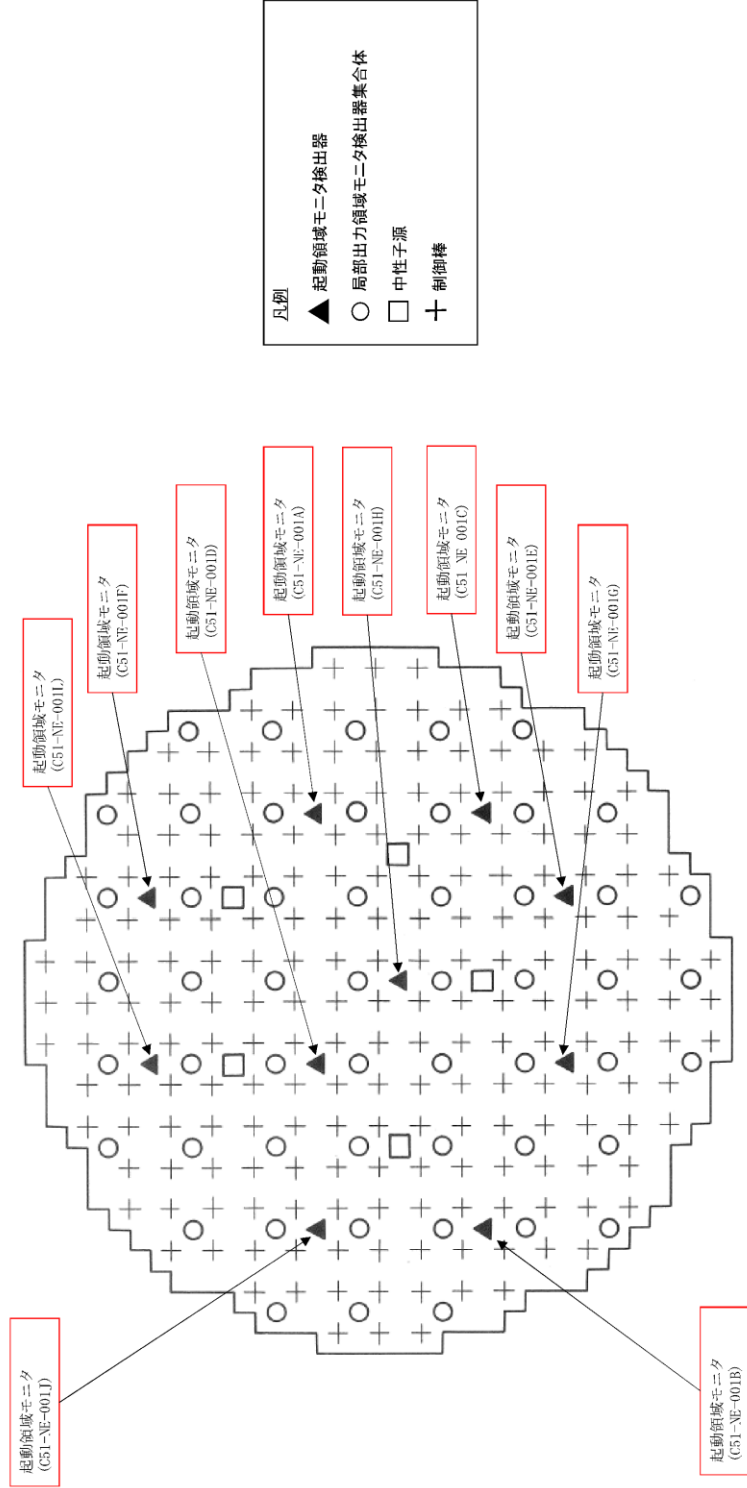 起動領域モニタ
(C51-NE-001J)
起動領域モニタ
(C51-NE-001L)
起動領域モニタ
(C51-NE-001F)
起動領域モニタ
(C51-NE-001D)
起動領域モニタ
(C51-NE-001A)
起動領域モニタ
(C51-NE-001H)
起動領域モニタ
(C51 NE 001C)
起動領域モニタ
(C51-NE-001E)
起動領域モニタ
(C51-NE-001G)
起動領域モニタ
(C51-NE-001B)
凡例
起動領域モニタ検出器
局部出力領域モニタ検出器集合体
中性子源
制御棒